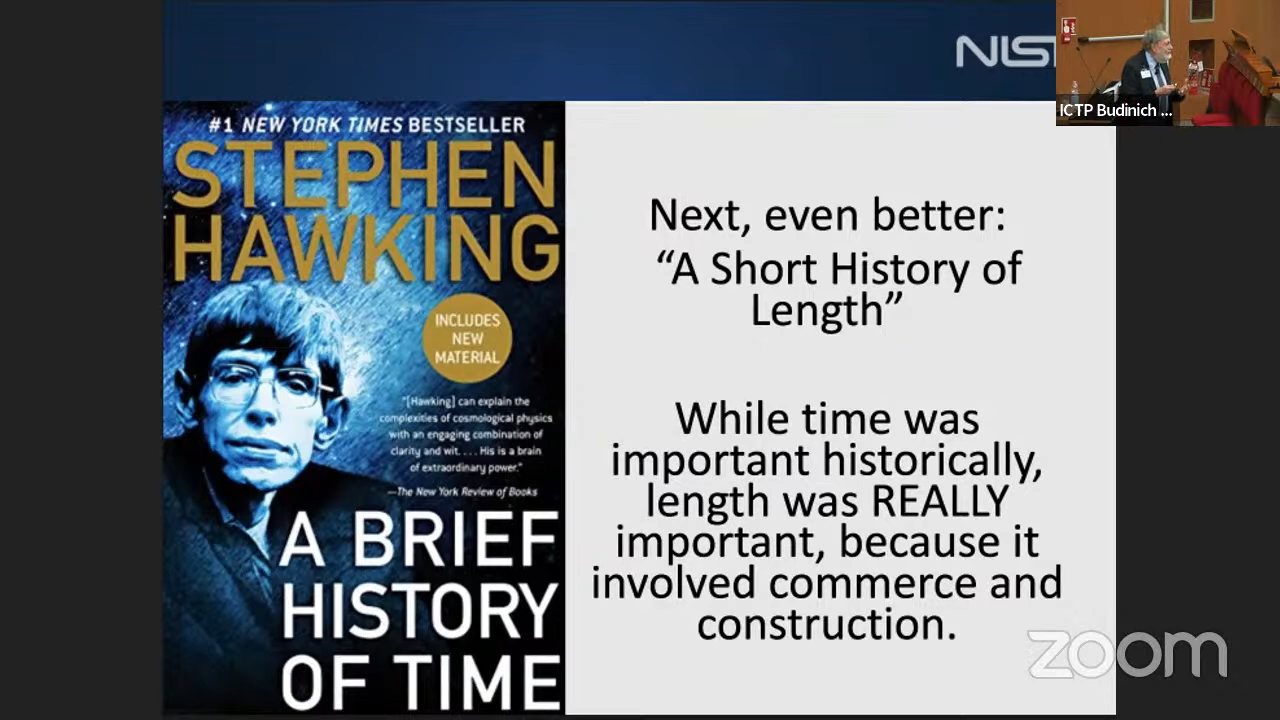 NIS
ICTP Budinich ...
#1 NEW YORK TIMES BESTSELLER
STEPHEN
HAWKING
INCLUDES
NEW
MATERIAL
"[Hawking] can explain the
complexities of cosmological physics
with an engaging combination of
clarity and wit. . . . His is a brain
of extraordinary power."
—The New York Review of Books
A BRIEF
HISTORY
OF TIME
Next, even better:
“A Short History of
Length”
While time was
important historically,
length was REALLY
important, because it
involved commerce and
construction.
zoom